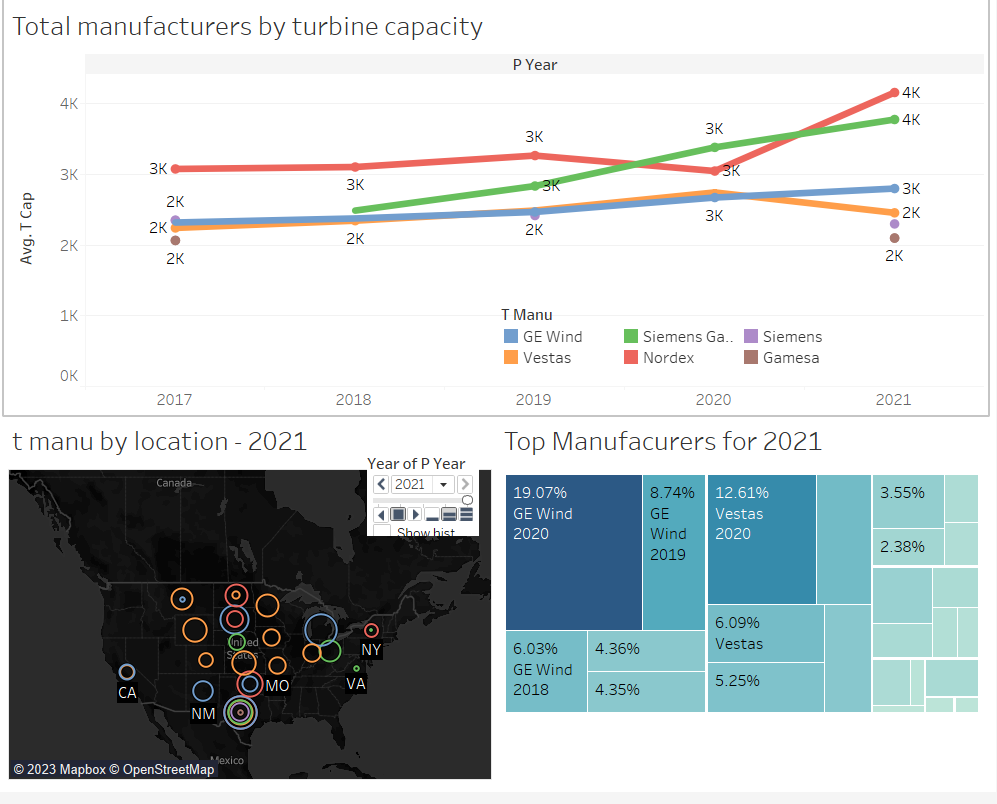 Total manufacturers by turbine capacity
P Year
4K
3K
2K
1K
0K
Avg. T Cap
3K
2K
2K
2K
3K
2K
3K
3K
2K
3K
3K
3K
4K
4K
3K
2K
2K
T Manu
GE Wind
Siemens Ga..
Siemens
Vestas
Nordex
Gamesa
2017
2018
2019
2020
2021
t manu by location - 2021
Year of P Year
2021
Show hist
Canada
United
States
Mexico
CA
NM
MO
NY
VA
© 2023 Mapbox © OpenStreetMap
Top Manufacurers for 2021
19.07%
GE Wind
2020
8.74%
GE
Wind
2019
12.61%
Vestas
2020
3.55%
2.38%
6.03%
GE Wind
2018
4.36%
4.35%
6.09%
Vestas
5.25%